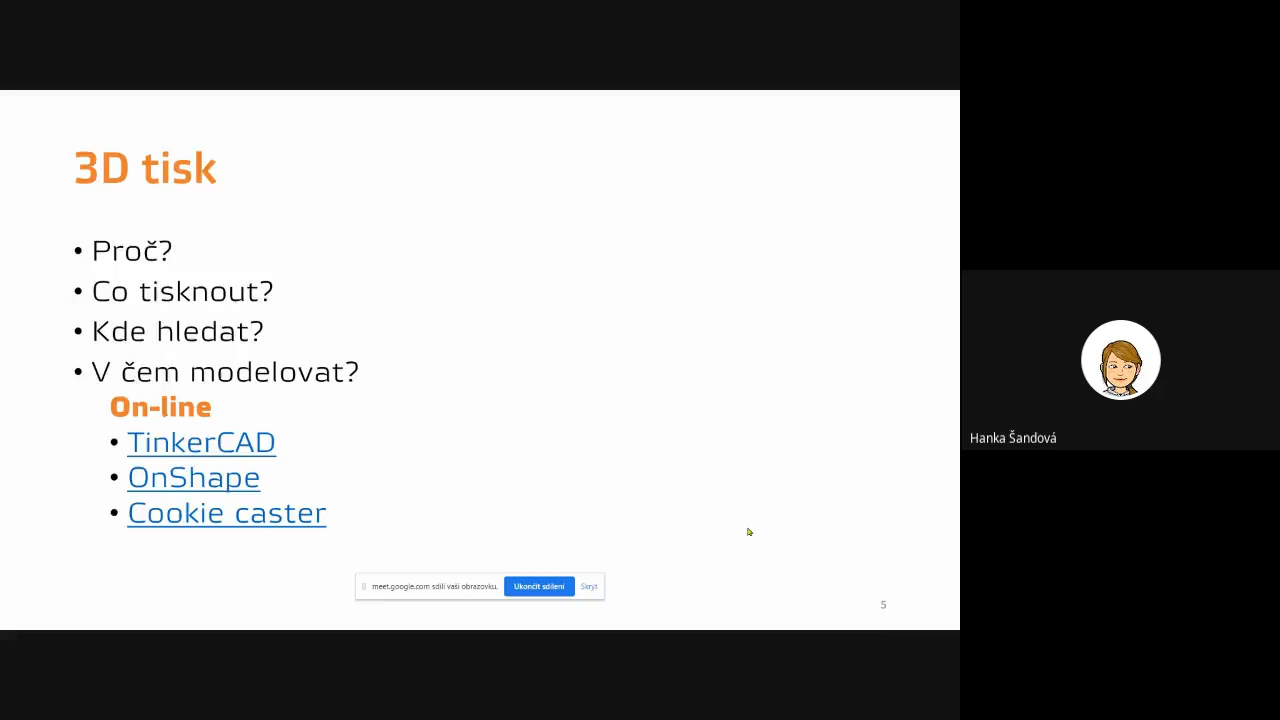 3D tisk
• Proč?
• Co tisknout?
• Kde hledat?
• V čem modelovat?
On-line
• TinkerCAD
• OnShape
• Cookie caster
meet.google.com sdílí vaši obrazovku.
Ukončit sdílení
Skrýt
5
Hanka Šandová